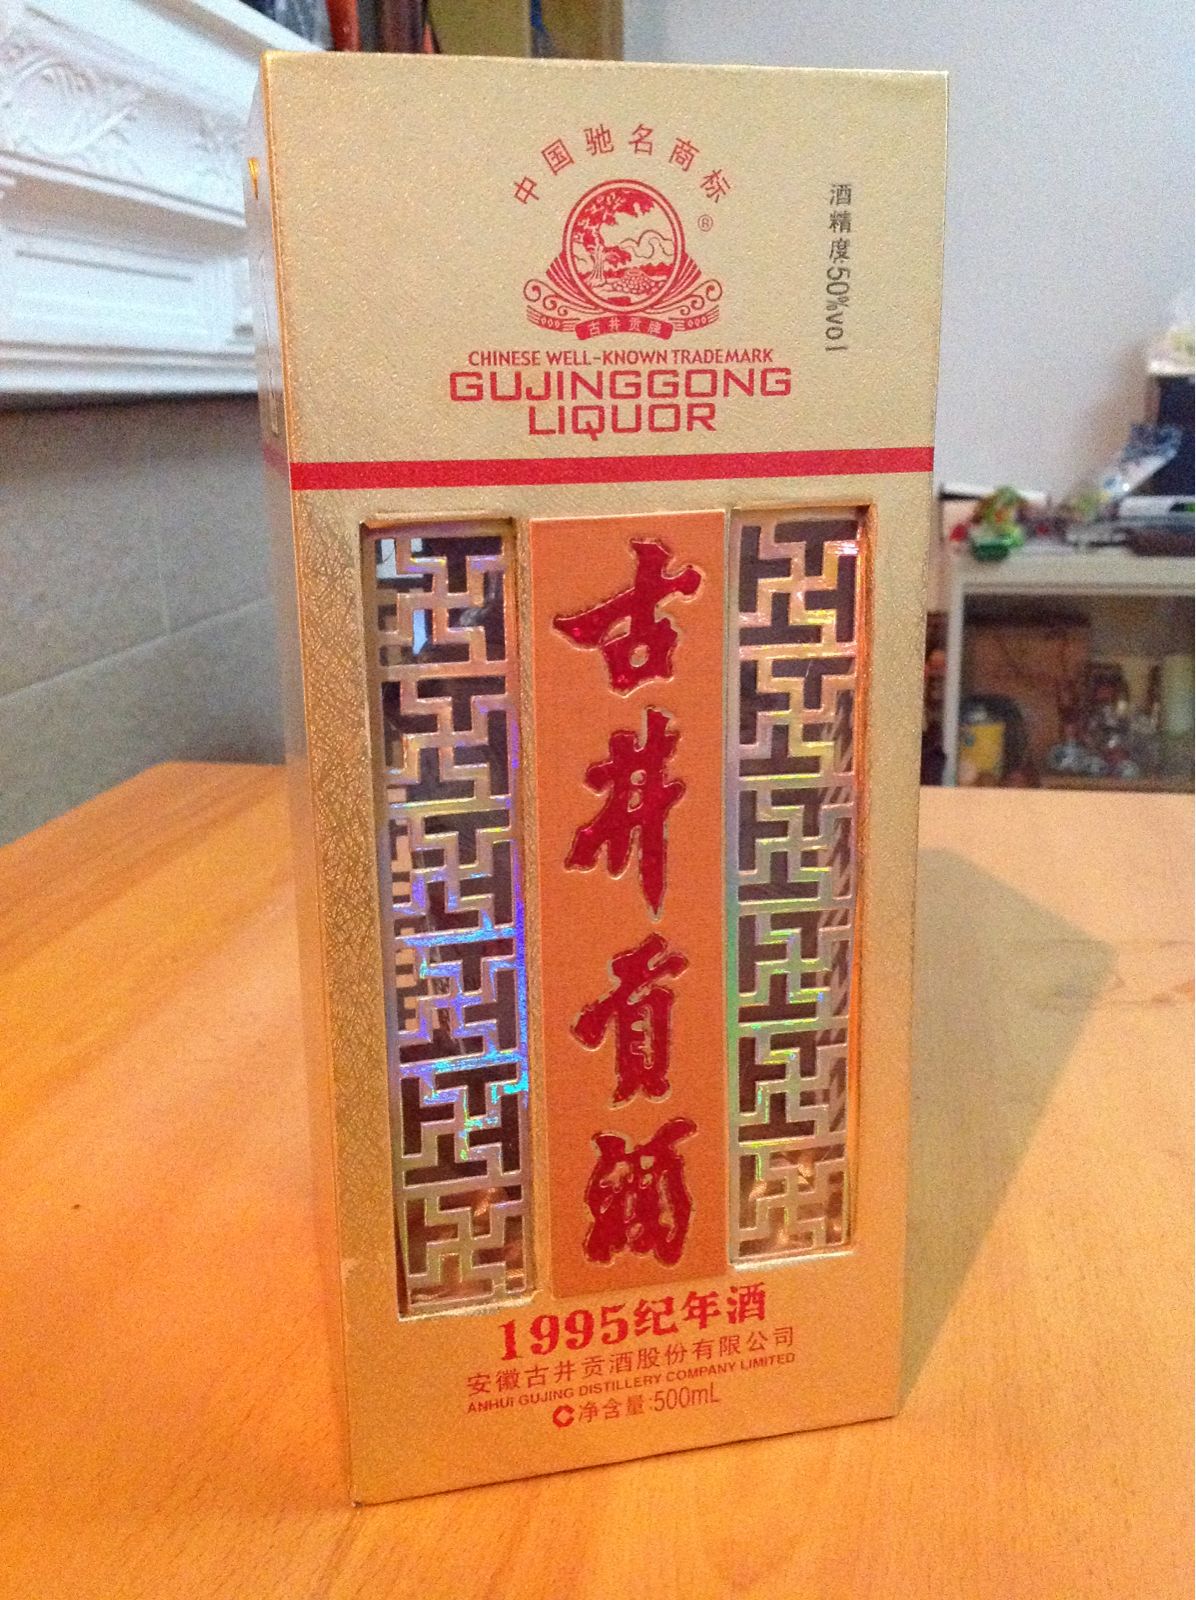 中国驰名商标
®
酒精度:50%vol
古井贡牌
CHINESE WELL-KNOWN TRADEMARK
GUJINGGONG
LIQUOR
古井贡酒
1995纪年酒
安徽古井贡酒股份有限公司
ANHUI GUJING DISTILLERY COMPANY LIMITED
净含量:500mL